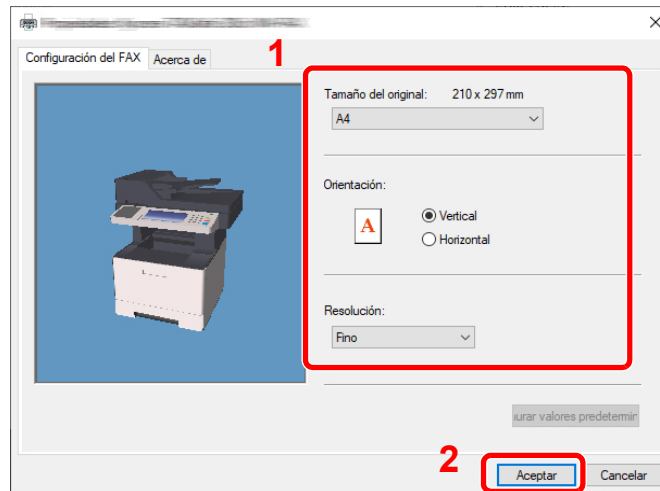 Configuración del FAX Acerca de
1
Tamaño del original: 210 x 297 mm
A4
Orientación:
A
Vertical
Horizontal
Resolución:
Fino
urar valores predetermin
2
Aceptar Cancelar